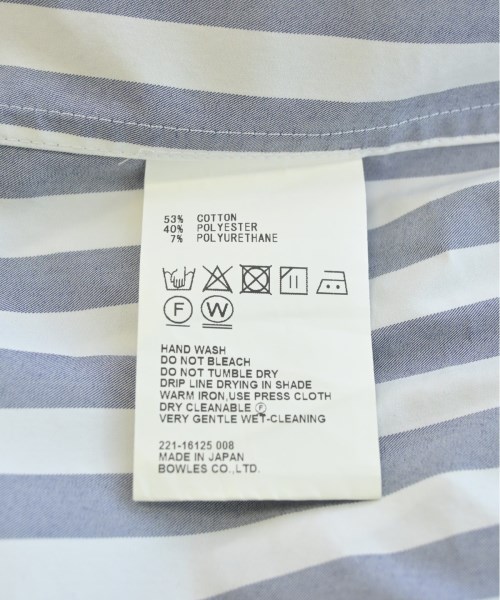 53% COTTON
40% POLYESTER
7% POLYURETHANE
F W
HAND WASH
DO NOT BLEACH
DO NOT TUMBLE DRY
DRIP LINE DRYING IN SHADE
WARM IRON,USE PRESS CLOTH
DRY CLEANABLE Ⓕ
VERY GENTLE WET-CLEANING
221-16125 008
MADE IN JAPAN
BOWLES CO.,LTD.